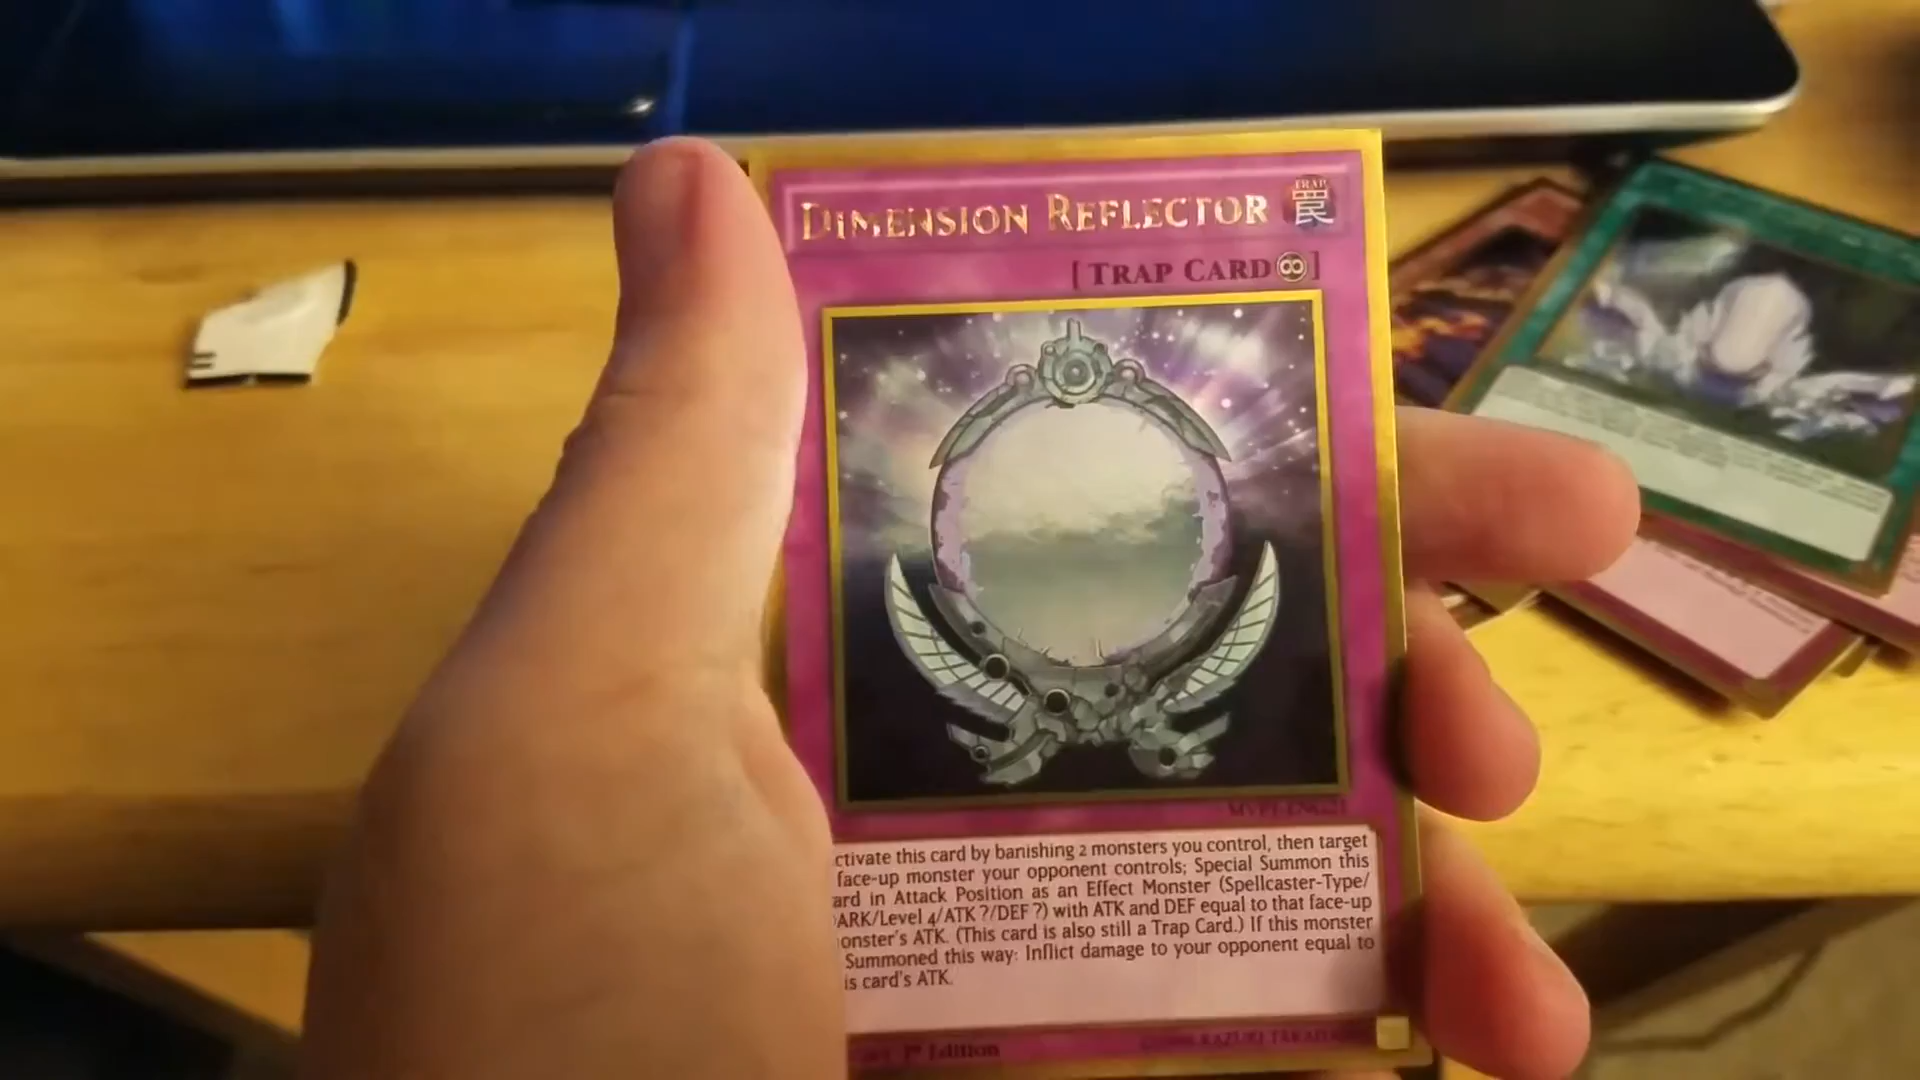 DIMENSION REFLECTOR
TRAP
罠
[TRAP CARD♾]
MVP1-ENG21
ctivate this card by banishing 2 monsters you control, then target
face-up monster your opponent controls; Special Summon this
ard in Attack Position as an Effect Monster (Spellcaster-Type/
ARK/Level 4/ATK ?/DEF ?) with ATK and DEF equal to that face-up
onster's ATK. (This card is also still a Trap Card.) If this monster
Summoned this way: Inflict damage to your opponent equal to
is card's ATK.
1st Edition
KAZUKI TAKAHASHI